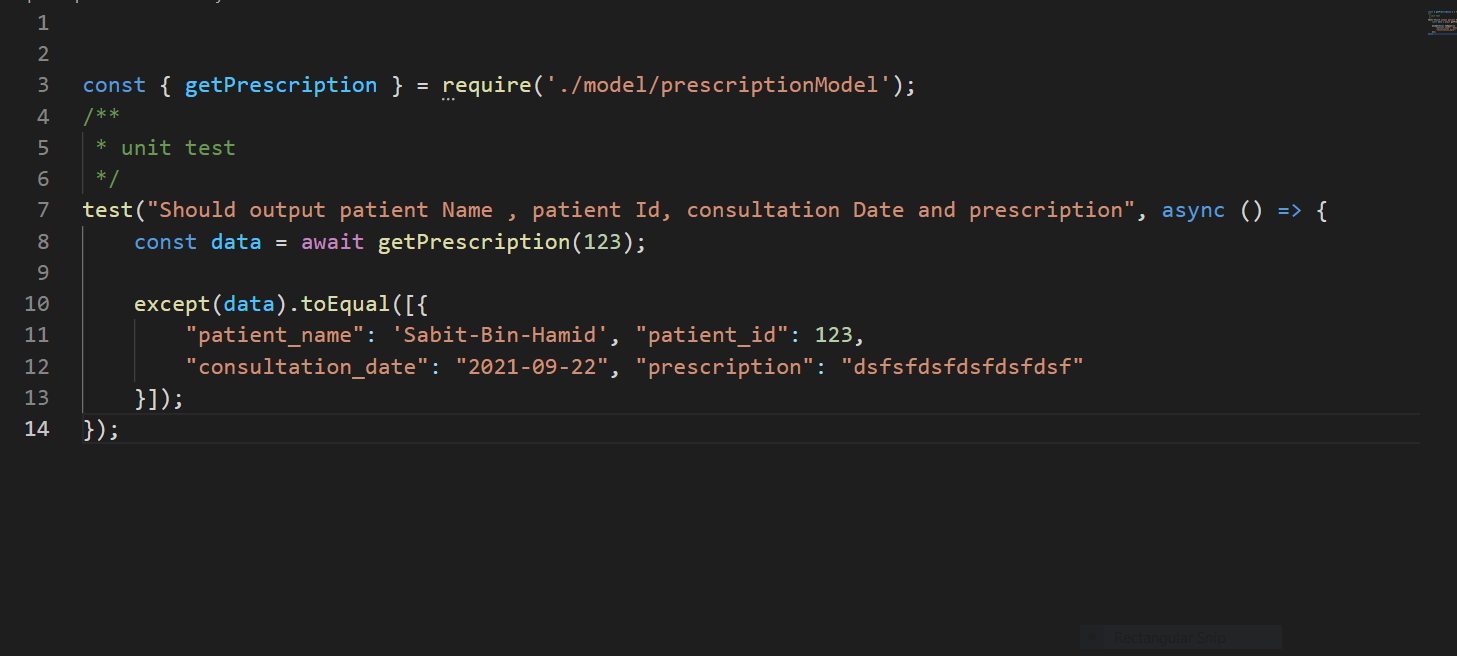 1
2
3 const { getPrescription } = require('./model/prescriptionModel');
4 /**
5 * unit test
6 */
7 test("Should output patient Name , patient Id, consultation Date and prescription", async () => {
8 const data = await getPrescription(123);
9
10 except(data).toEqual([{
11 "patient_name": 'Sabit-Bin-Hamid', "patient_id": 123,
12 "consultation_date": "2021-09-22", "prescription": "dsfsfdsfdsfdsfdsf"
13 }]);
14 });
Rectangular Snip